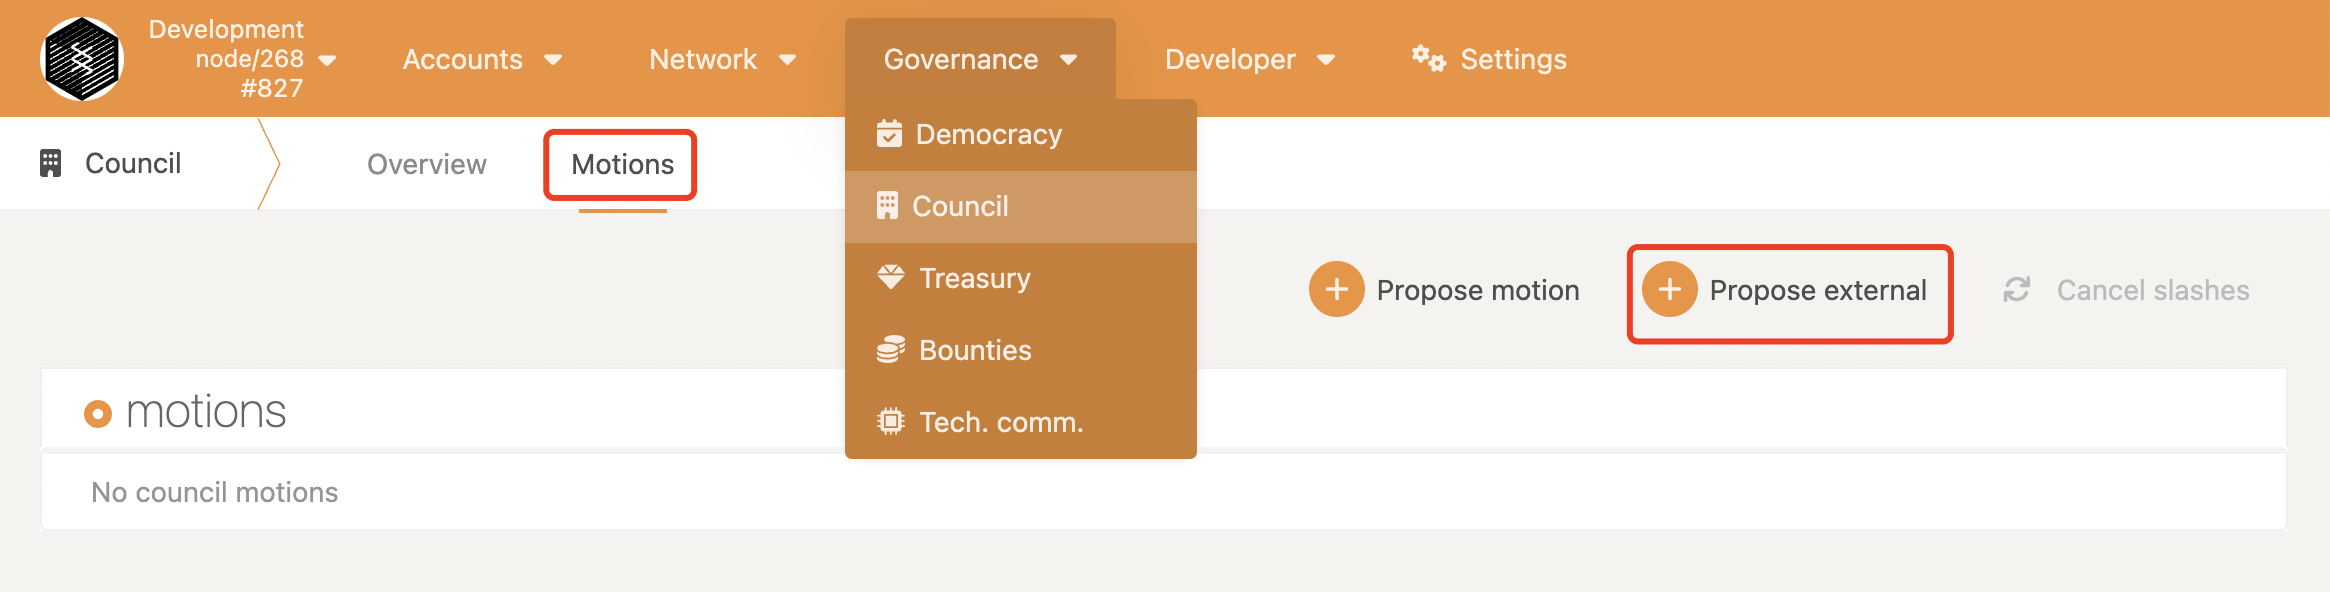 Development
node/268
#827
Accounts
Network
Governance
Developer
Settings
Democracy
Council
Treasury
Bounties
Tech. comm.
Council
Overview
Motions
Propose motion
Propose external
Cancel slashes
motions
No council motions